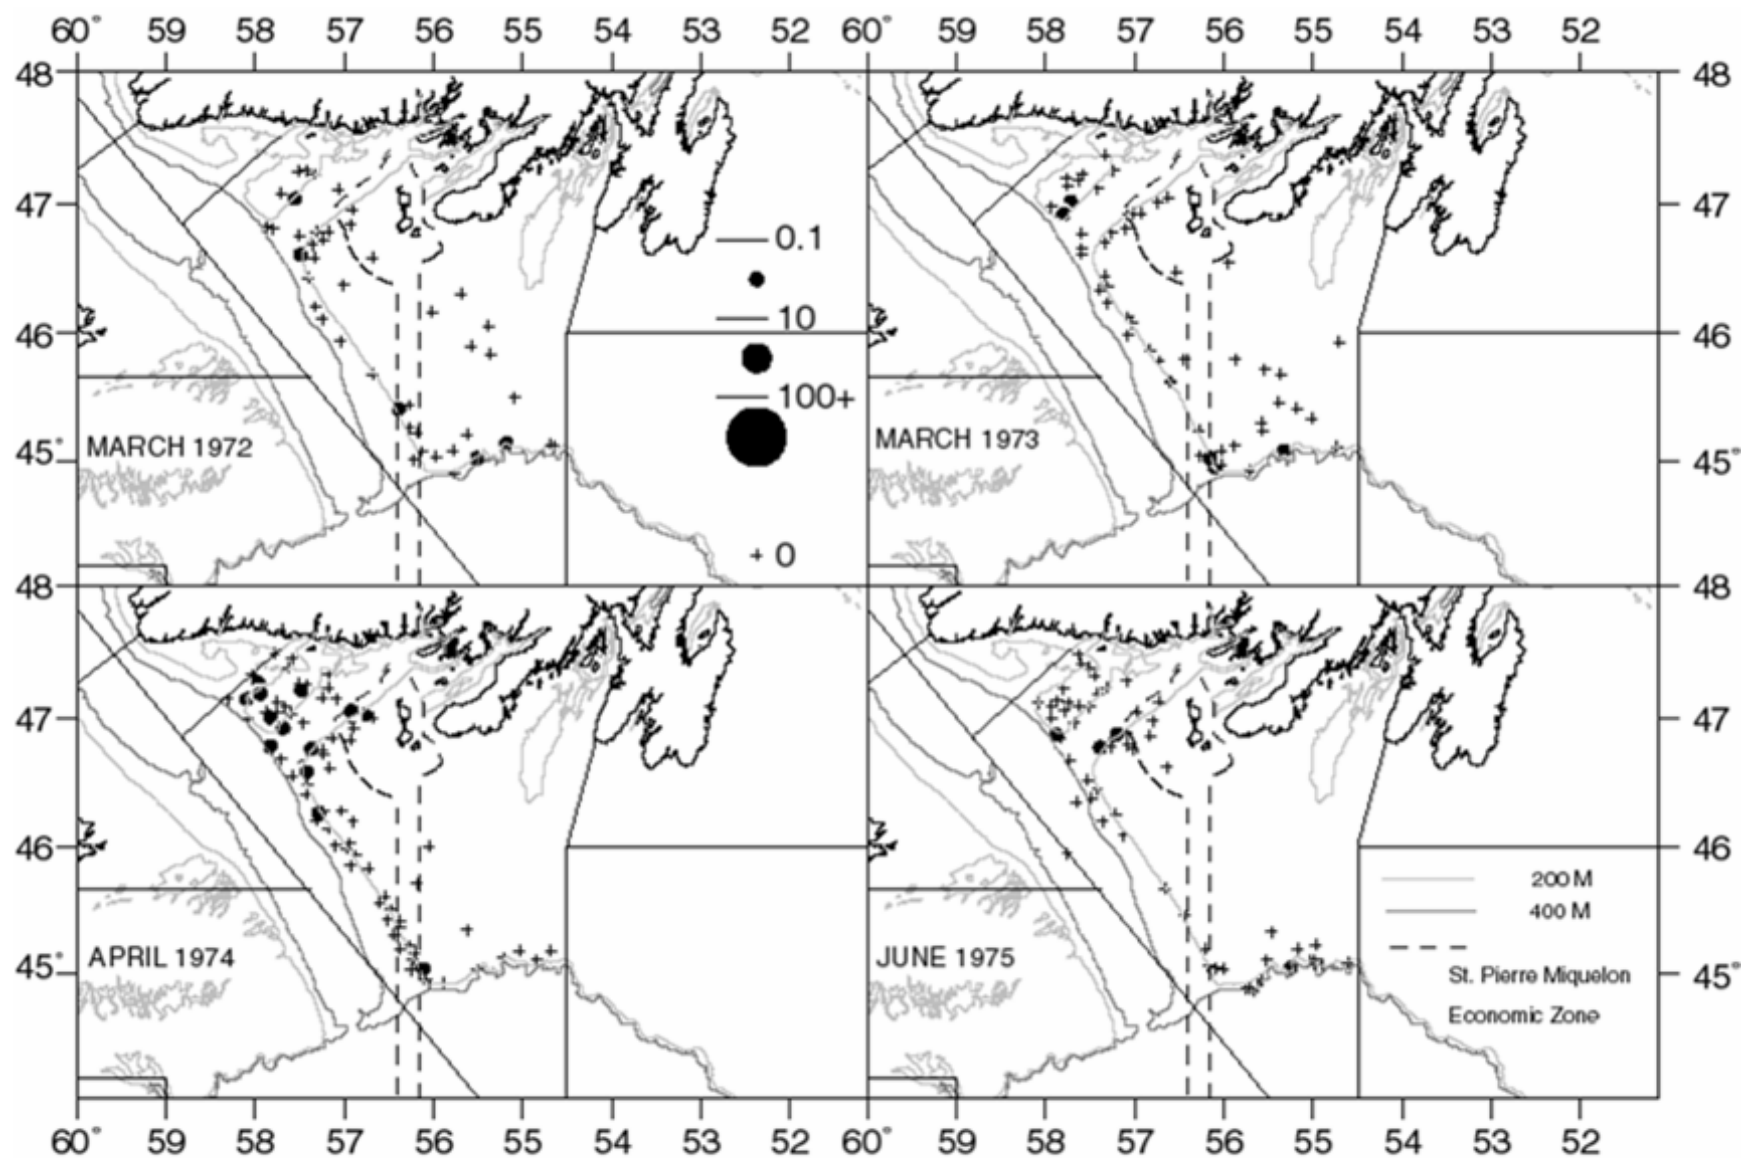 60° 59 58 57 56 55 54 53 52 60° 59 58 57 56 55 54 53 52
48 48
47 47
0.1
10
46 46
100+
MARCH 1972 MARCH 1973
45° 45°
0
48 48
47 47
46 46
200 M
400 M
APRIL 1974 JUNE 1975
45° 45°
St. Pierre Miquelon
Economic Zone
60° 59 58 57 56 55 54 53 52 60° 59 58 57 56 55 54 53 52